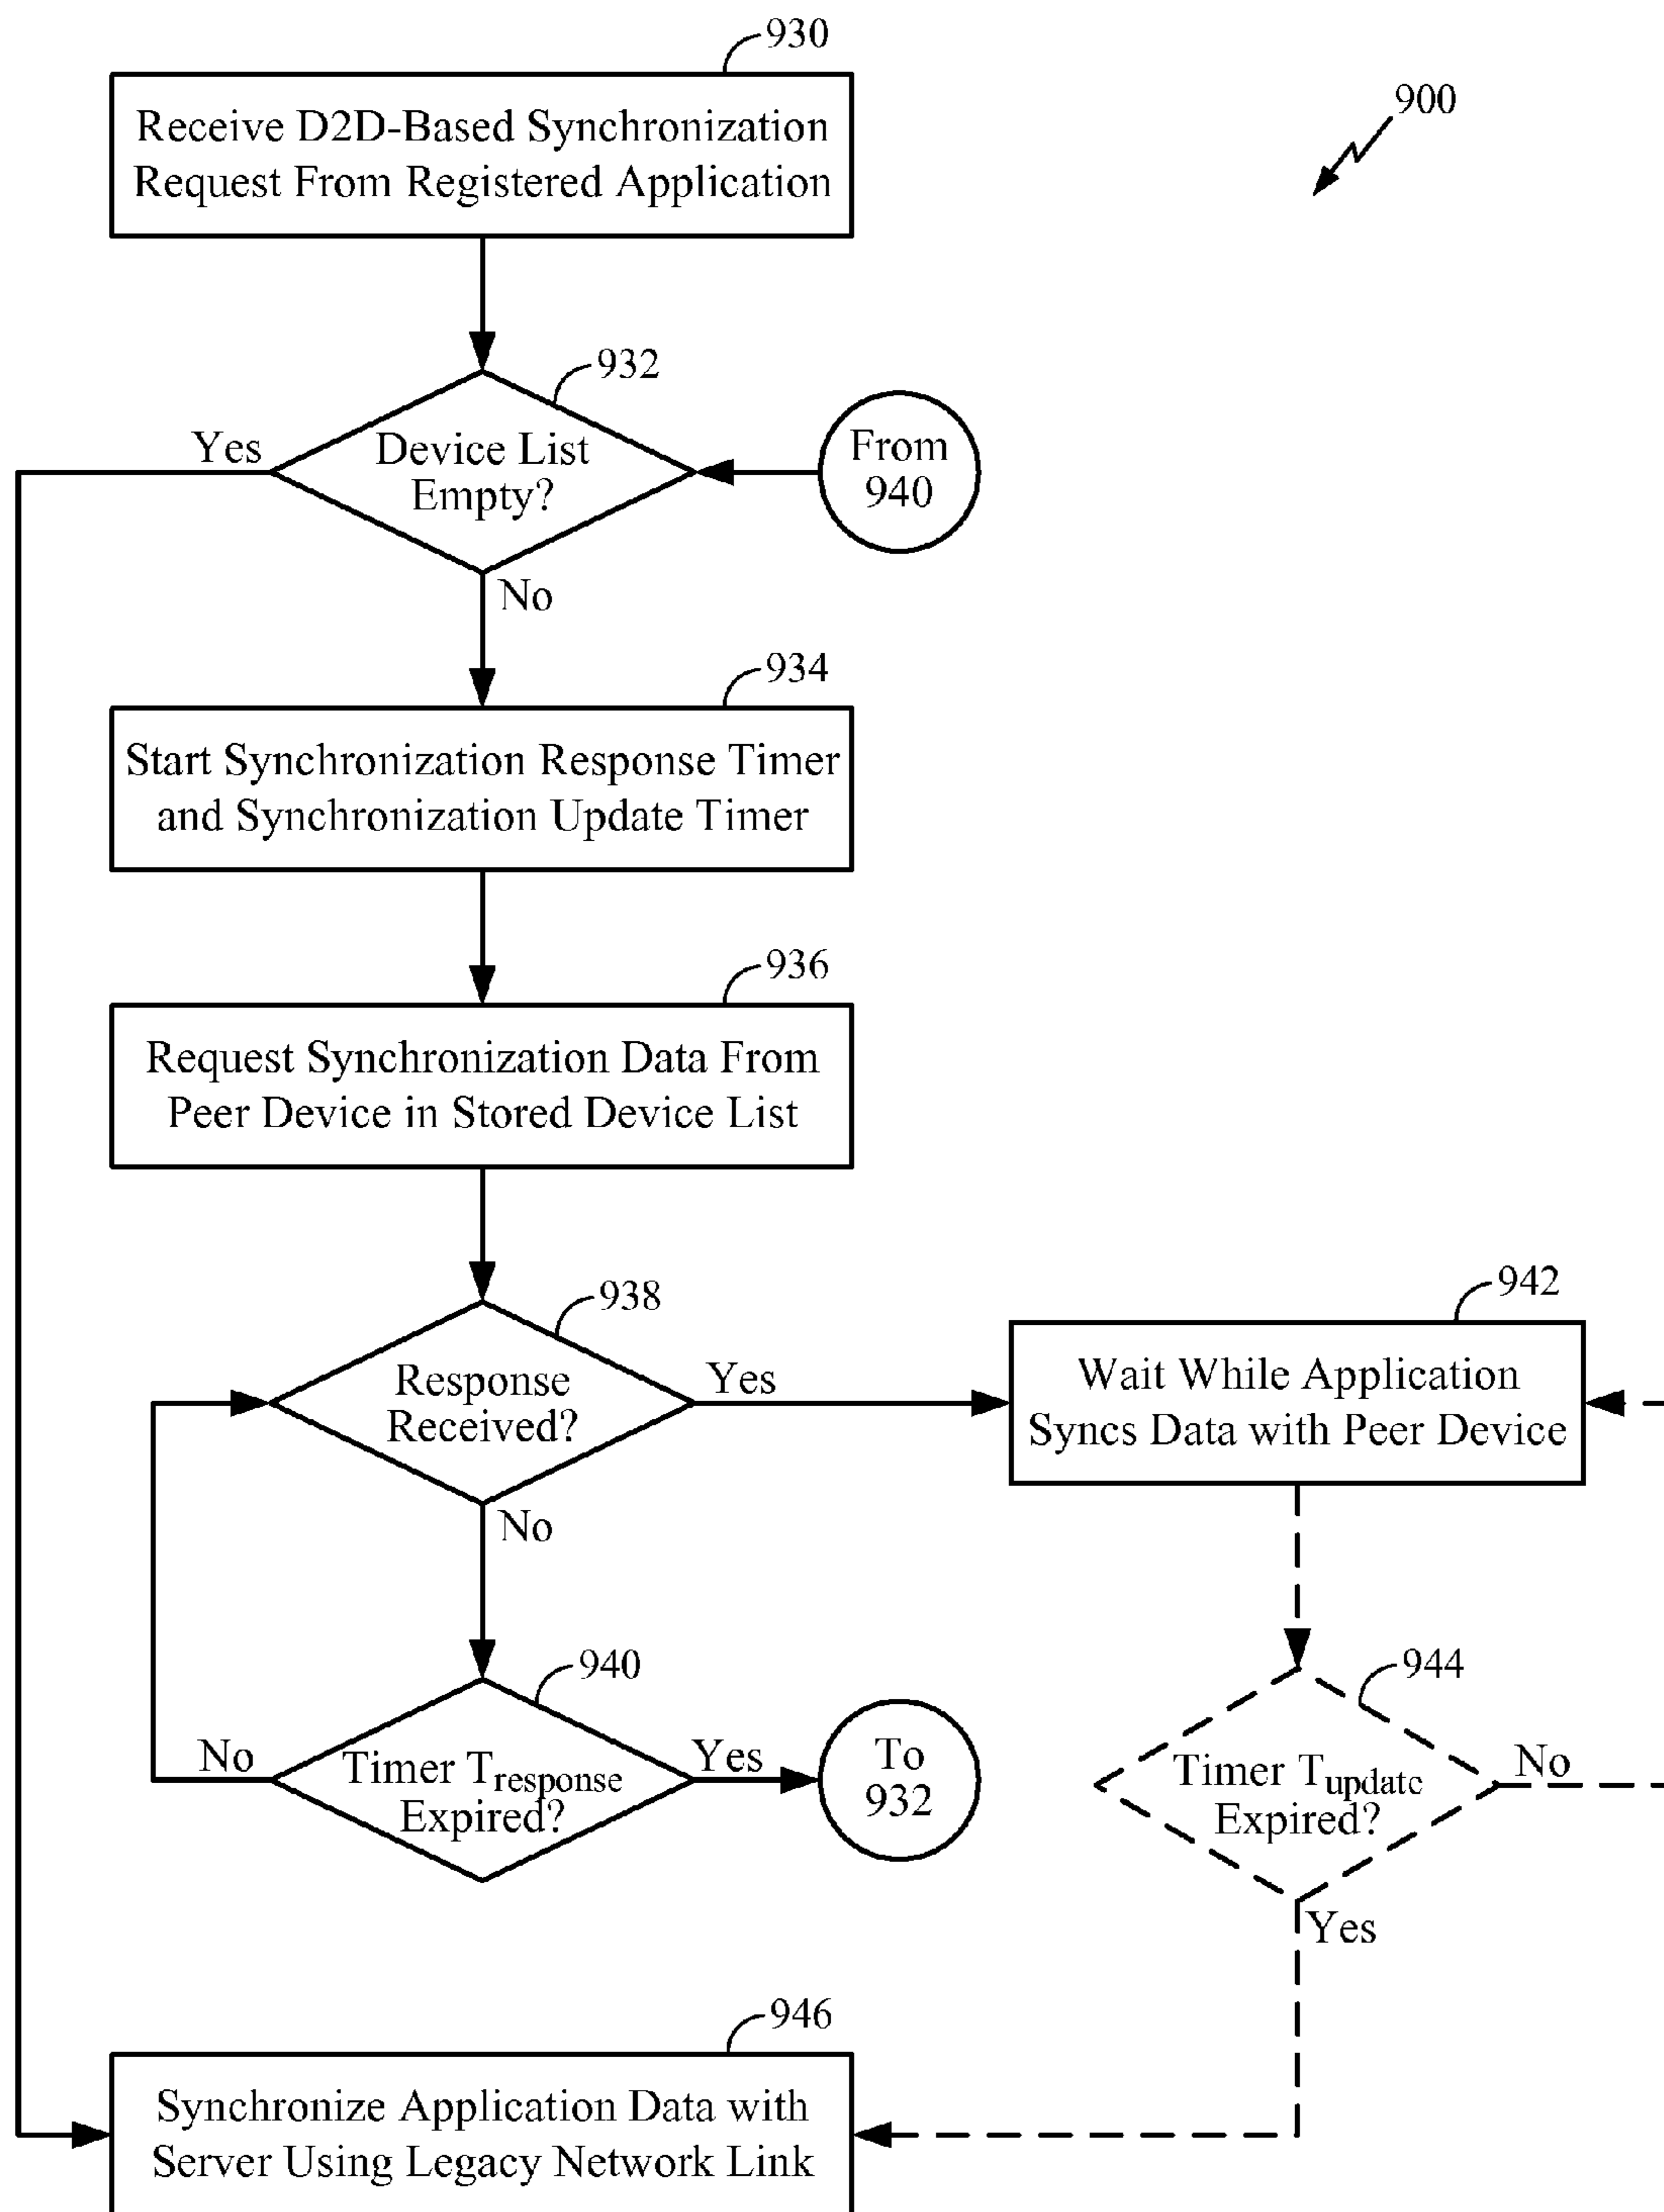 930
900
Receive D2D-Based Synchronization
Request From Registered Application
932
Yes
Device List
Empty?
From
940
No
934
Start Synchronization Response Timer
and Synchronization Update Timer
936
Request Synchronization Data From
Peer Device in Stored Device List
938
942
Response
Received?
Yes
Wait While Application
Syncs Data with Peer Device
No
940
944
No
Timer Tresponse
Expired?
Yes
To
932
Timer Tupdate
Expired?
No
Yes
946
Synchronize Application Data with
Server Using Legacy Network Link